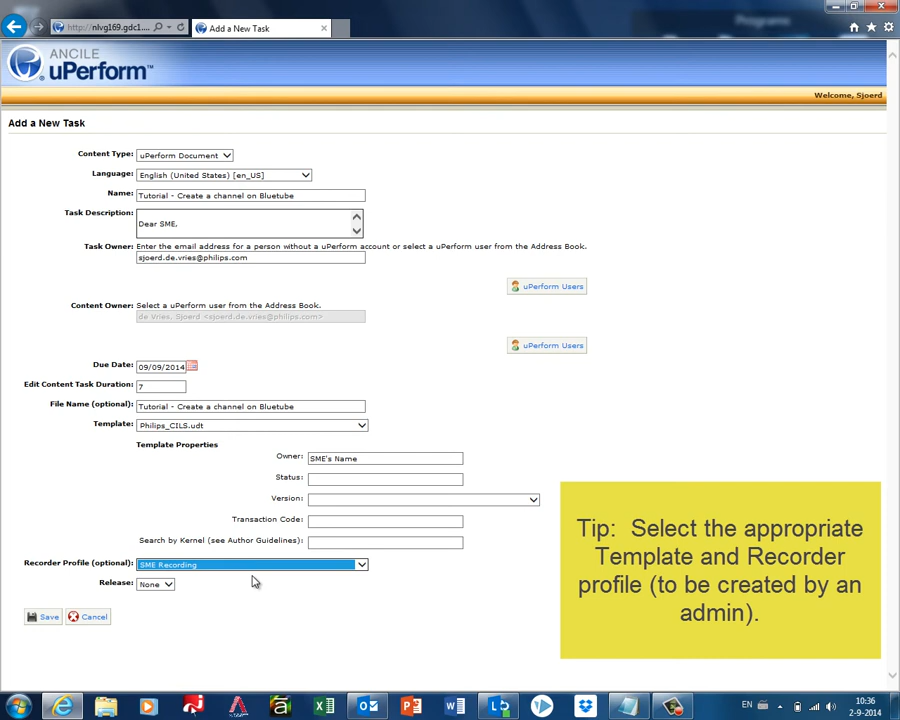 Programs
http://nlvg169.gdc1....
Add a New Task
ANCILE
uPerform™
Welcome, Sjoerd
Add a New Task
Content Type: uPerform Document
Language: English (United States) [en_US]
Name: Tutorial - Create a channel on Bluetube
Task Description:
Dear SME,
Task Owner: Enter the email address for a person without a uPerform account or select a uPerform user from the Address Book.
sjoerd.de.vries@philips.com
uPerform Users
Content Owner: Select a uPerform user from the Address Book.
de Vries, Sjoerd <sjoerd.de.vries@philips.com>
uPerform Users
Due Date: 09/09/2014
Edit Content Task Duration: 7
File Name (optional): Tutorial - Create a channel on Bluetube
Template: Philips_CILS.udt
Template Properties
Owner: SME's Name
Status:
Version:
Transaction Code:
Search by Kernel (see Author Guidelines):
Recorder Profile (optional): SME Recording
Release: None
Save Cancel
Tip: Select the appropriate
Template and Recorder
profile (to be created by an
admin).
EN
10:36
2-9-2014